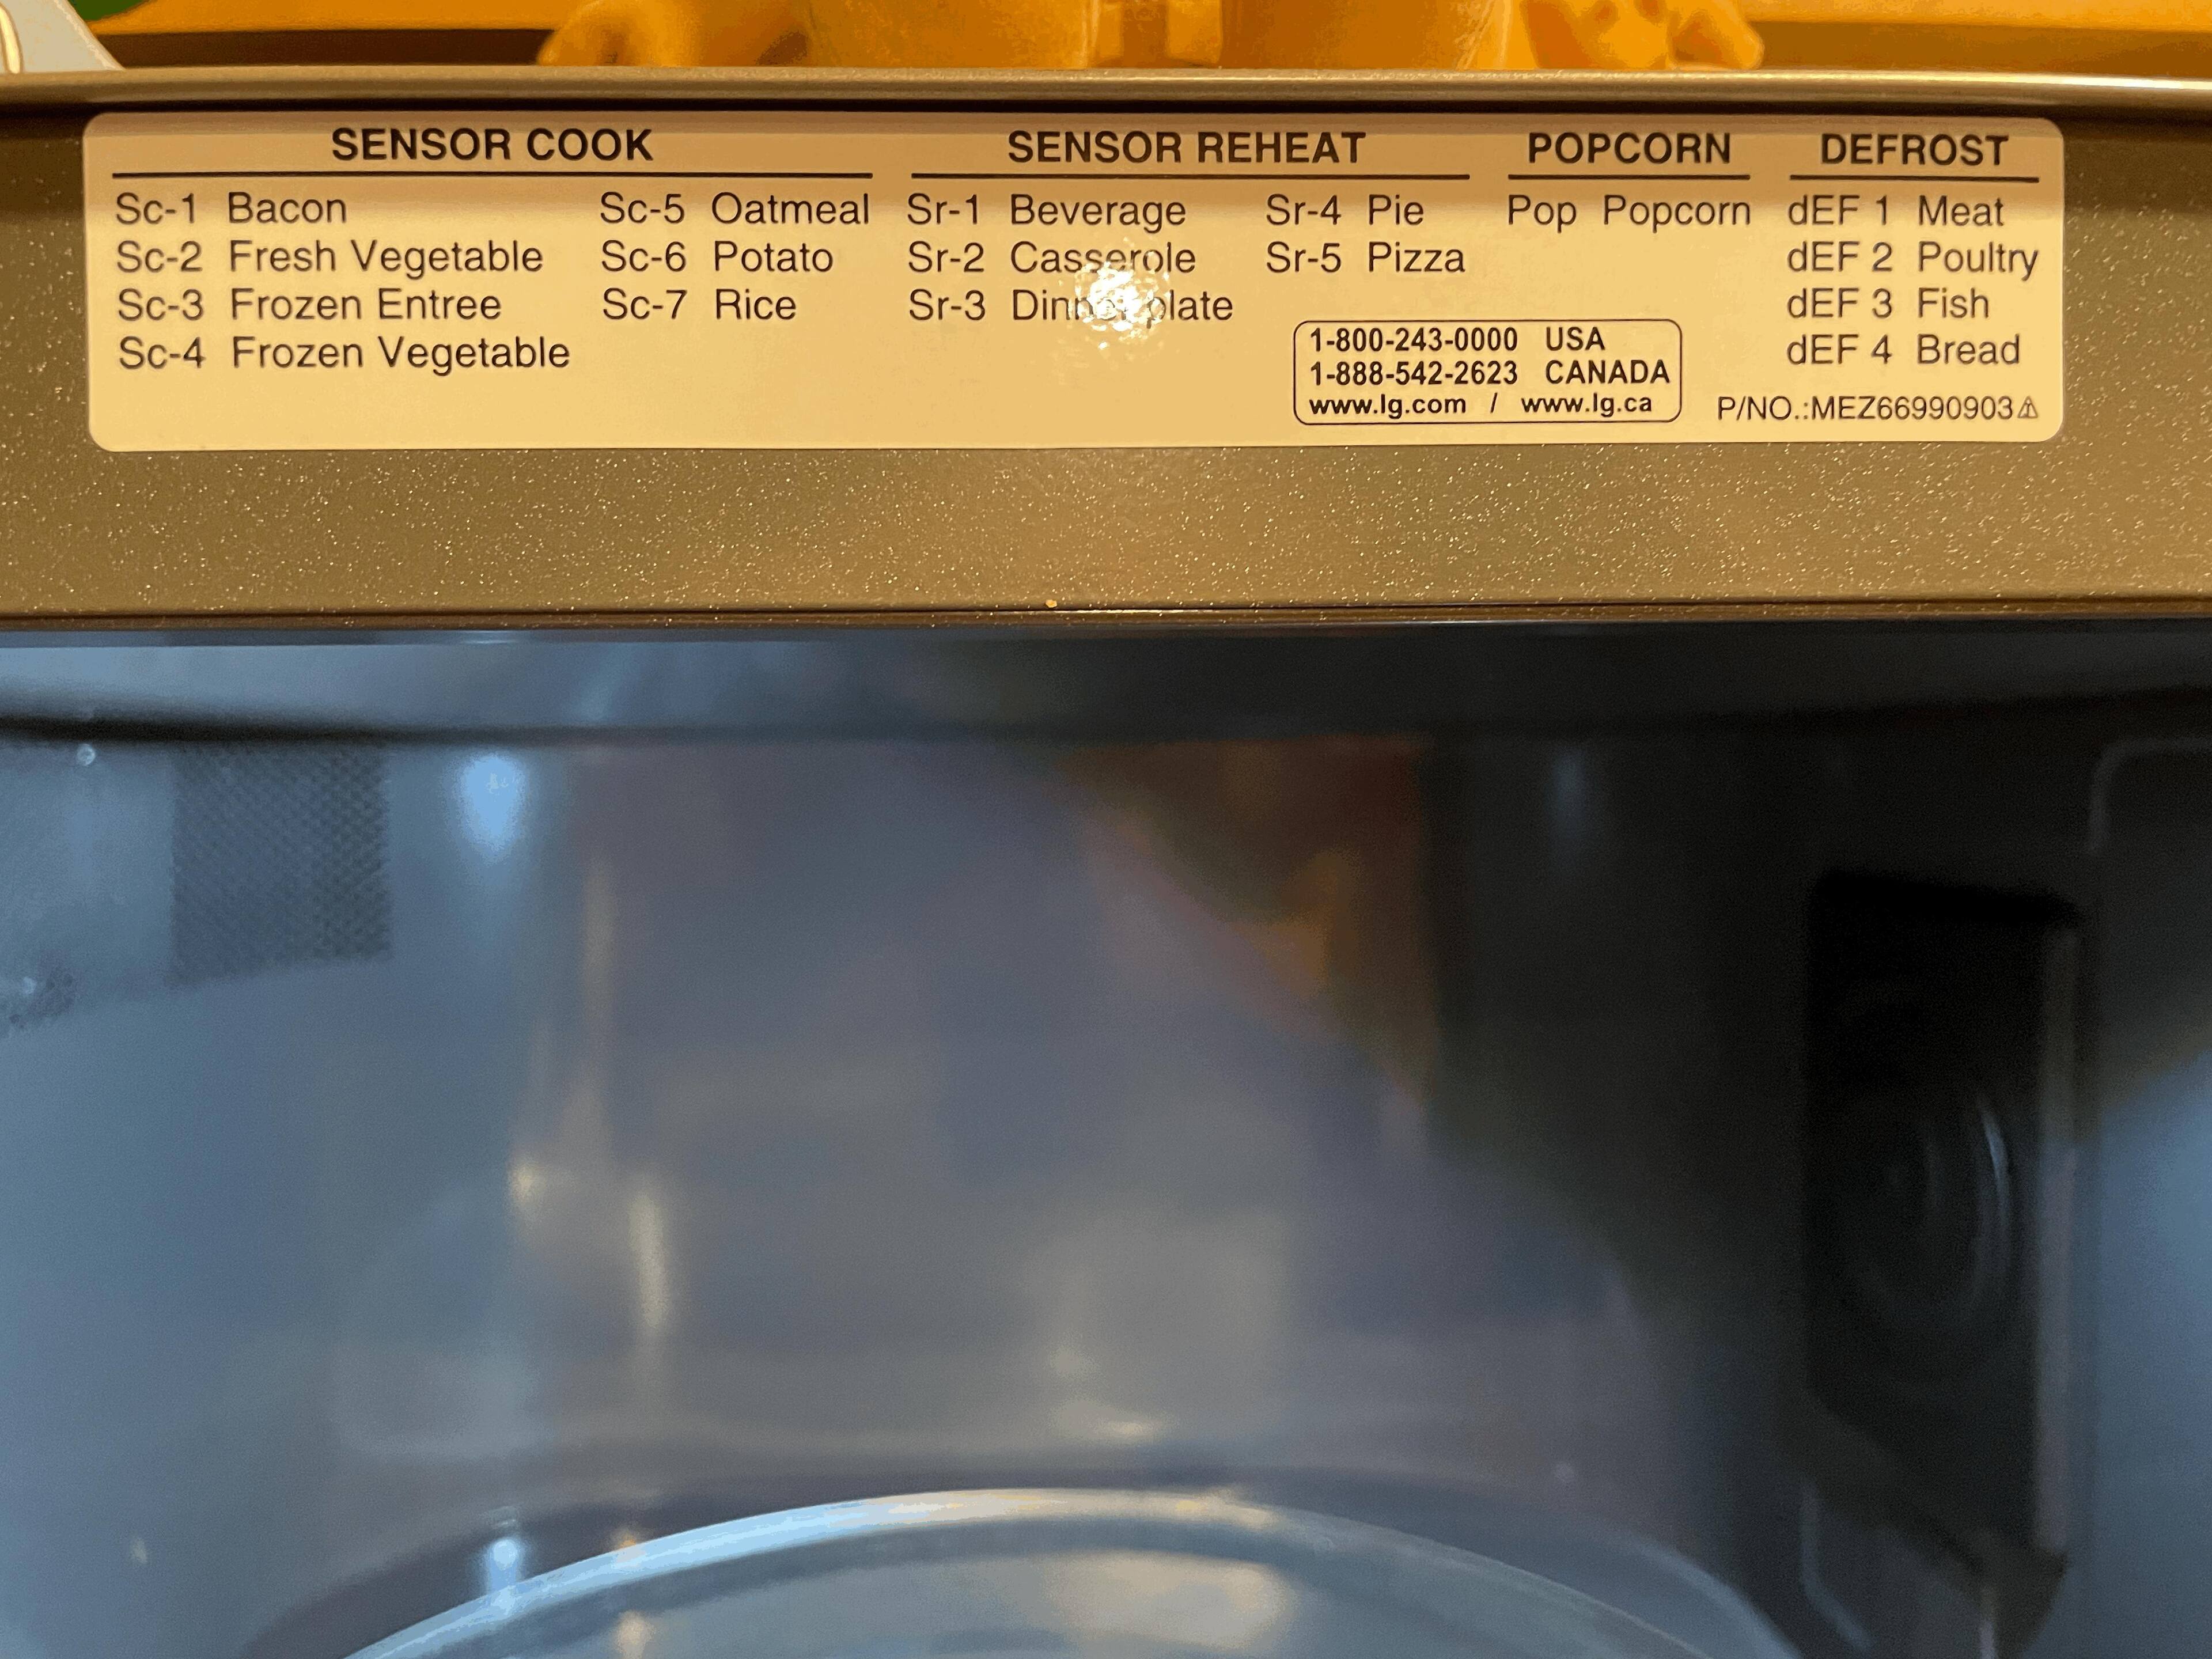 SENSOR COOK
Sc-1 Bacon
Sc-2 Fresh Vegetable
Sc-3 Frozen Entree
Sc-4 Frozen Vegetable
Sc-5 Oatmeal
Sc-6 Potato
Sc-7 Rice
SENSOR REHEAT
Sr-1 Beverage
Sr-2 Casserole
Sr-3 Dinner plate
Sr-4 Pie
Sr-5 Pizza
POPCORN
Pop Popcorn
DEFROST
dEF 1 Meat
dEF 2 Poultry
dEF 3 Fish
dEF 4 Bread
1-800-243-0000 USA
1-888-542-2623 CANADA
www.lg.com / www.lg.ca
P/NO.:MEZ66990903⚠